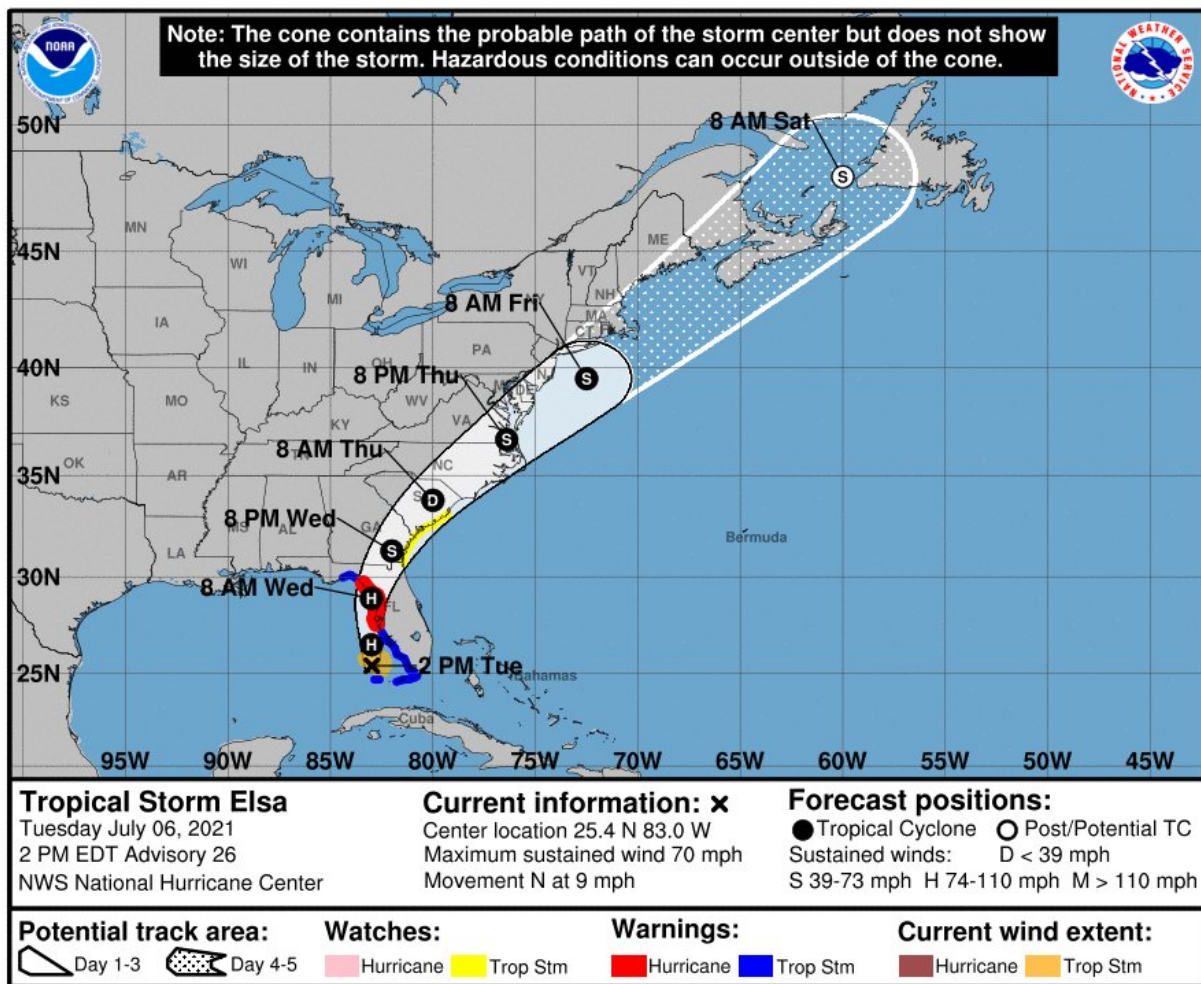 Note: The cone contains the probable path of the storm center but does not show
the size of the storm. Hazardous conditions can occur outside of the cone.
NOAA
NATIONAL WEATHER SERVICE
50N
45N
40N
35N
30N
25N
95W 90W 85W 80W 75W 70W 65W 60W 55W 50W 45W
8 AM Sat
S
8 AM Fri
S
8 PM Thu
S
8 AM Thu
D
8 PM Wed
S
8 AM Wed
H
H
2 PM Tue
MN
WI
MI
IA
IL
IN
OH
PA
NY
VT
NH
ME
MA
CT
KS
MO
KY
WV
VA
DE
OK
AR
TN
NC
MS
AL
GA
LA
FL
Bermuda
Bahamas
Cuba
Tropical Storm Elsa
Tuesday July 06, 2021
2 PM EDT Advisory 26
NWS National Hurricane Center
Current information: ×
Center location 25.4 N 83.0 W
Maximum sustained wind 70 mph
Movement N at 9 mph
Forecast positions:
● Tropical Cyclone ○ Post/Potential TC
Sustained winds: D < 39 mph
S 39-73 mph H 74-110 mph M > 110 mph
Potential track area:
Day 1-3 Day 4-5
Watches:
Hurricane Trop Stm
Warnings:
Hurricane Trop Stm
Current wind extent:
Hurricane Trop Stm